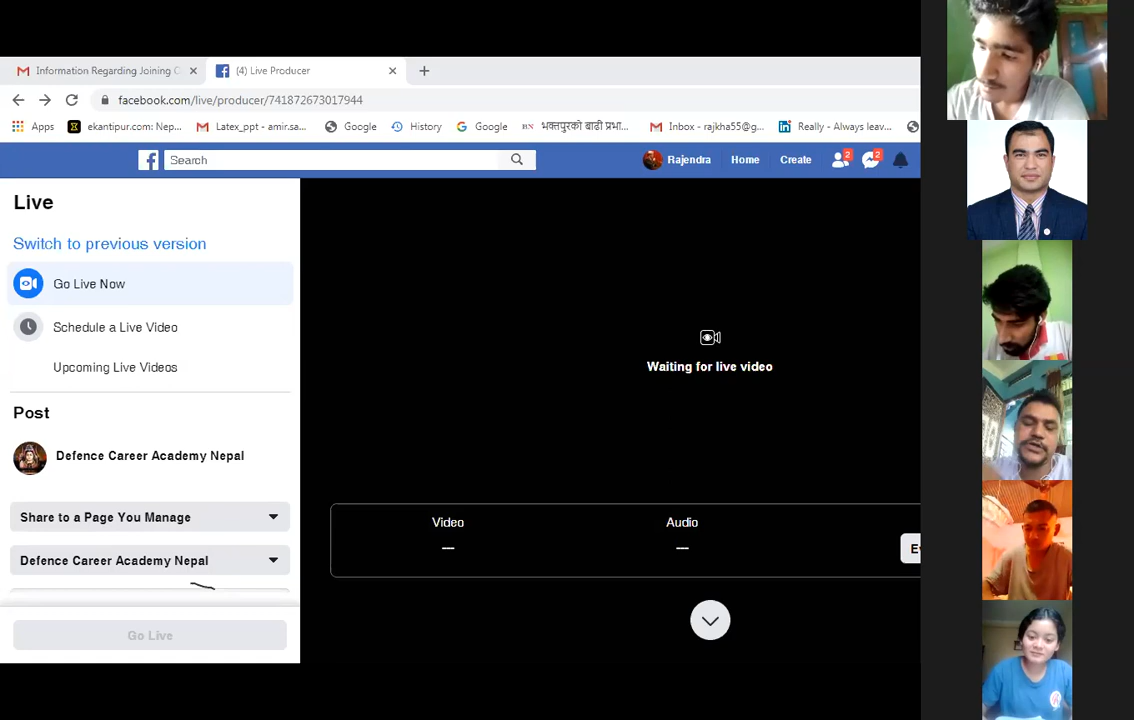 Information Regarding Joining C
(4) Live Producer
facebook.com/live/producer/741872673017944
Apps
ekantipur.com: Nep...
Latex_ppt - amir.sa...
Google
History
Google
भक्तपुरको बाढी प्रभा...
Inbox - rajkha55@g...
Really - Always leav...
Search
Rajendra
Home
Create
2
2
Live
Switch to previous version
Go Live Now
Schedule a Live Video
Upcoming Live Videos
Waiting for live video
Post
Defence Career Academy Nepal
Share to a Page You Manage
Defence Career Academy Nepal
Video
Audio
---
---
Go Live